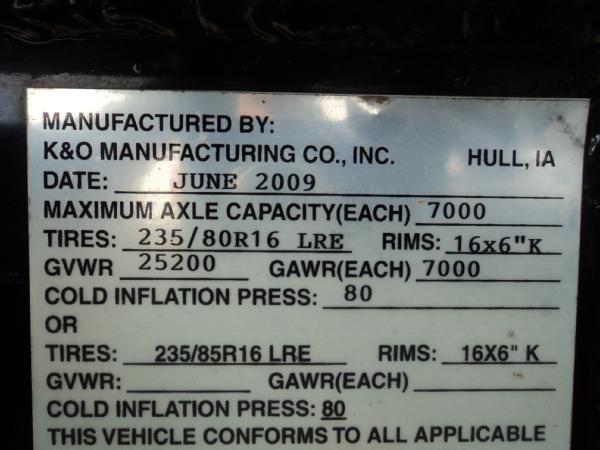 MANUFACTURED BY:
K&O MANUFACTURING CO., INC. HULL, IA
DATE: JUNE 2009
MAXIMUM AXLE CAPACITY(EACH) 7000
TIRES: 235/80R16 LRE RIMS: 16x6"K
GVWR 25200 GAWR(EACH) 7000
COLD INFLATION PRESS: 80
OR
TIRES: 235/85R16 LRE RIMS: 16X6" K
GVWR: GAWR(EACH)
COLD INFLATION PRESS: 80
THIS VEHICLE CONFORMS TO ALL APPLICABLE